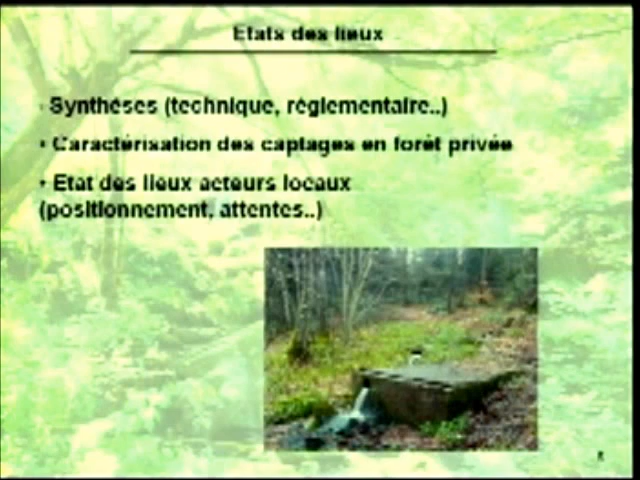 Etats des lieux
• Synthèses (technique, réglementaire..)
• Caractérisation des captages en forêt privée
• Etat des lieux acteurs locaux
(positionnement, attentes..)